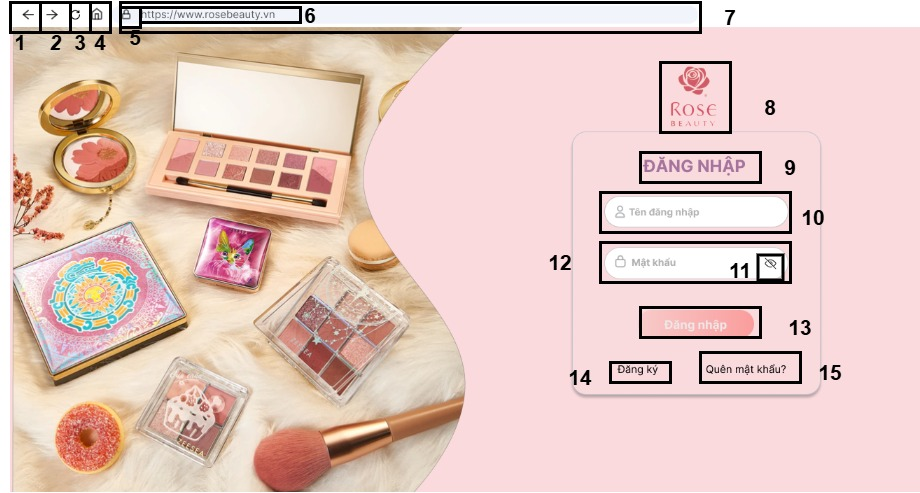 https://www.rosebeauty.vn
1
2
3
4
5
6
7
ROSE
BEAUTY
8
ĐĂNG NHẬP
9
Tên đăng nhập
10
12
Mật khẩu
11
Đăng nhập
13
14
Đăng ký
Quên mật khẩu?
15